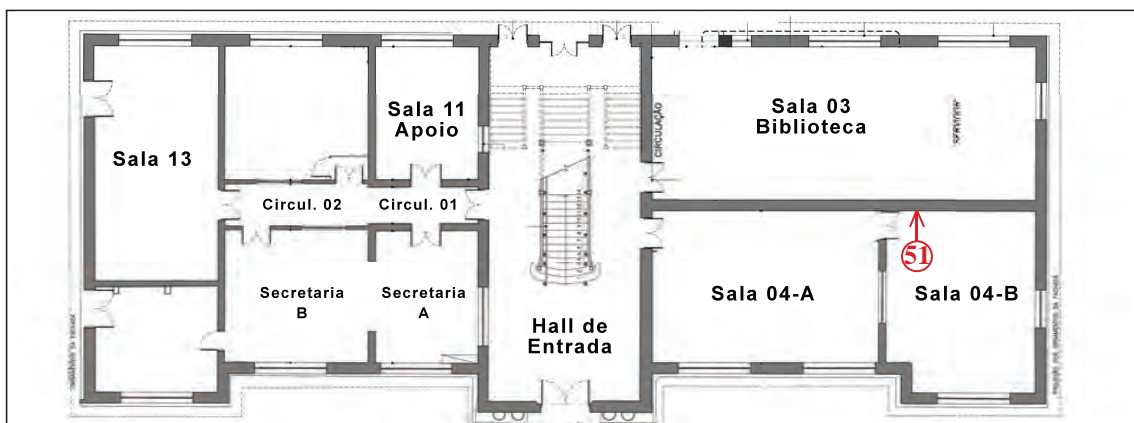 Sala 13
Sala 11
Apoio
Circul. 02
Circul. 01
Secretaria
B
Secretaria
A
Hall de
Entrada
CIRCULAÇÃO
Sala 03
Biblioteca
SERVIDOR
51
Sala 04-A
Sala 04-B